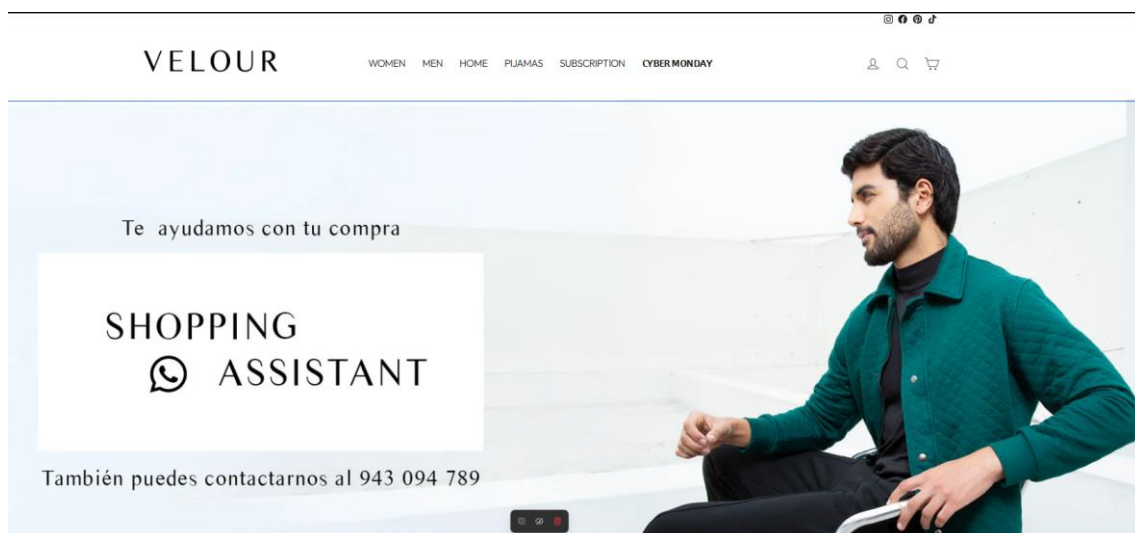 VELOUR
WOMEN MEN HOME PIJAMAS SUBSCRIPTION CYBER MONDAY
Te ayudamos con tu compra
SHOPPING
ASSISTANT
También puedes contactarnos al 943 094 789